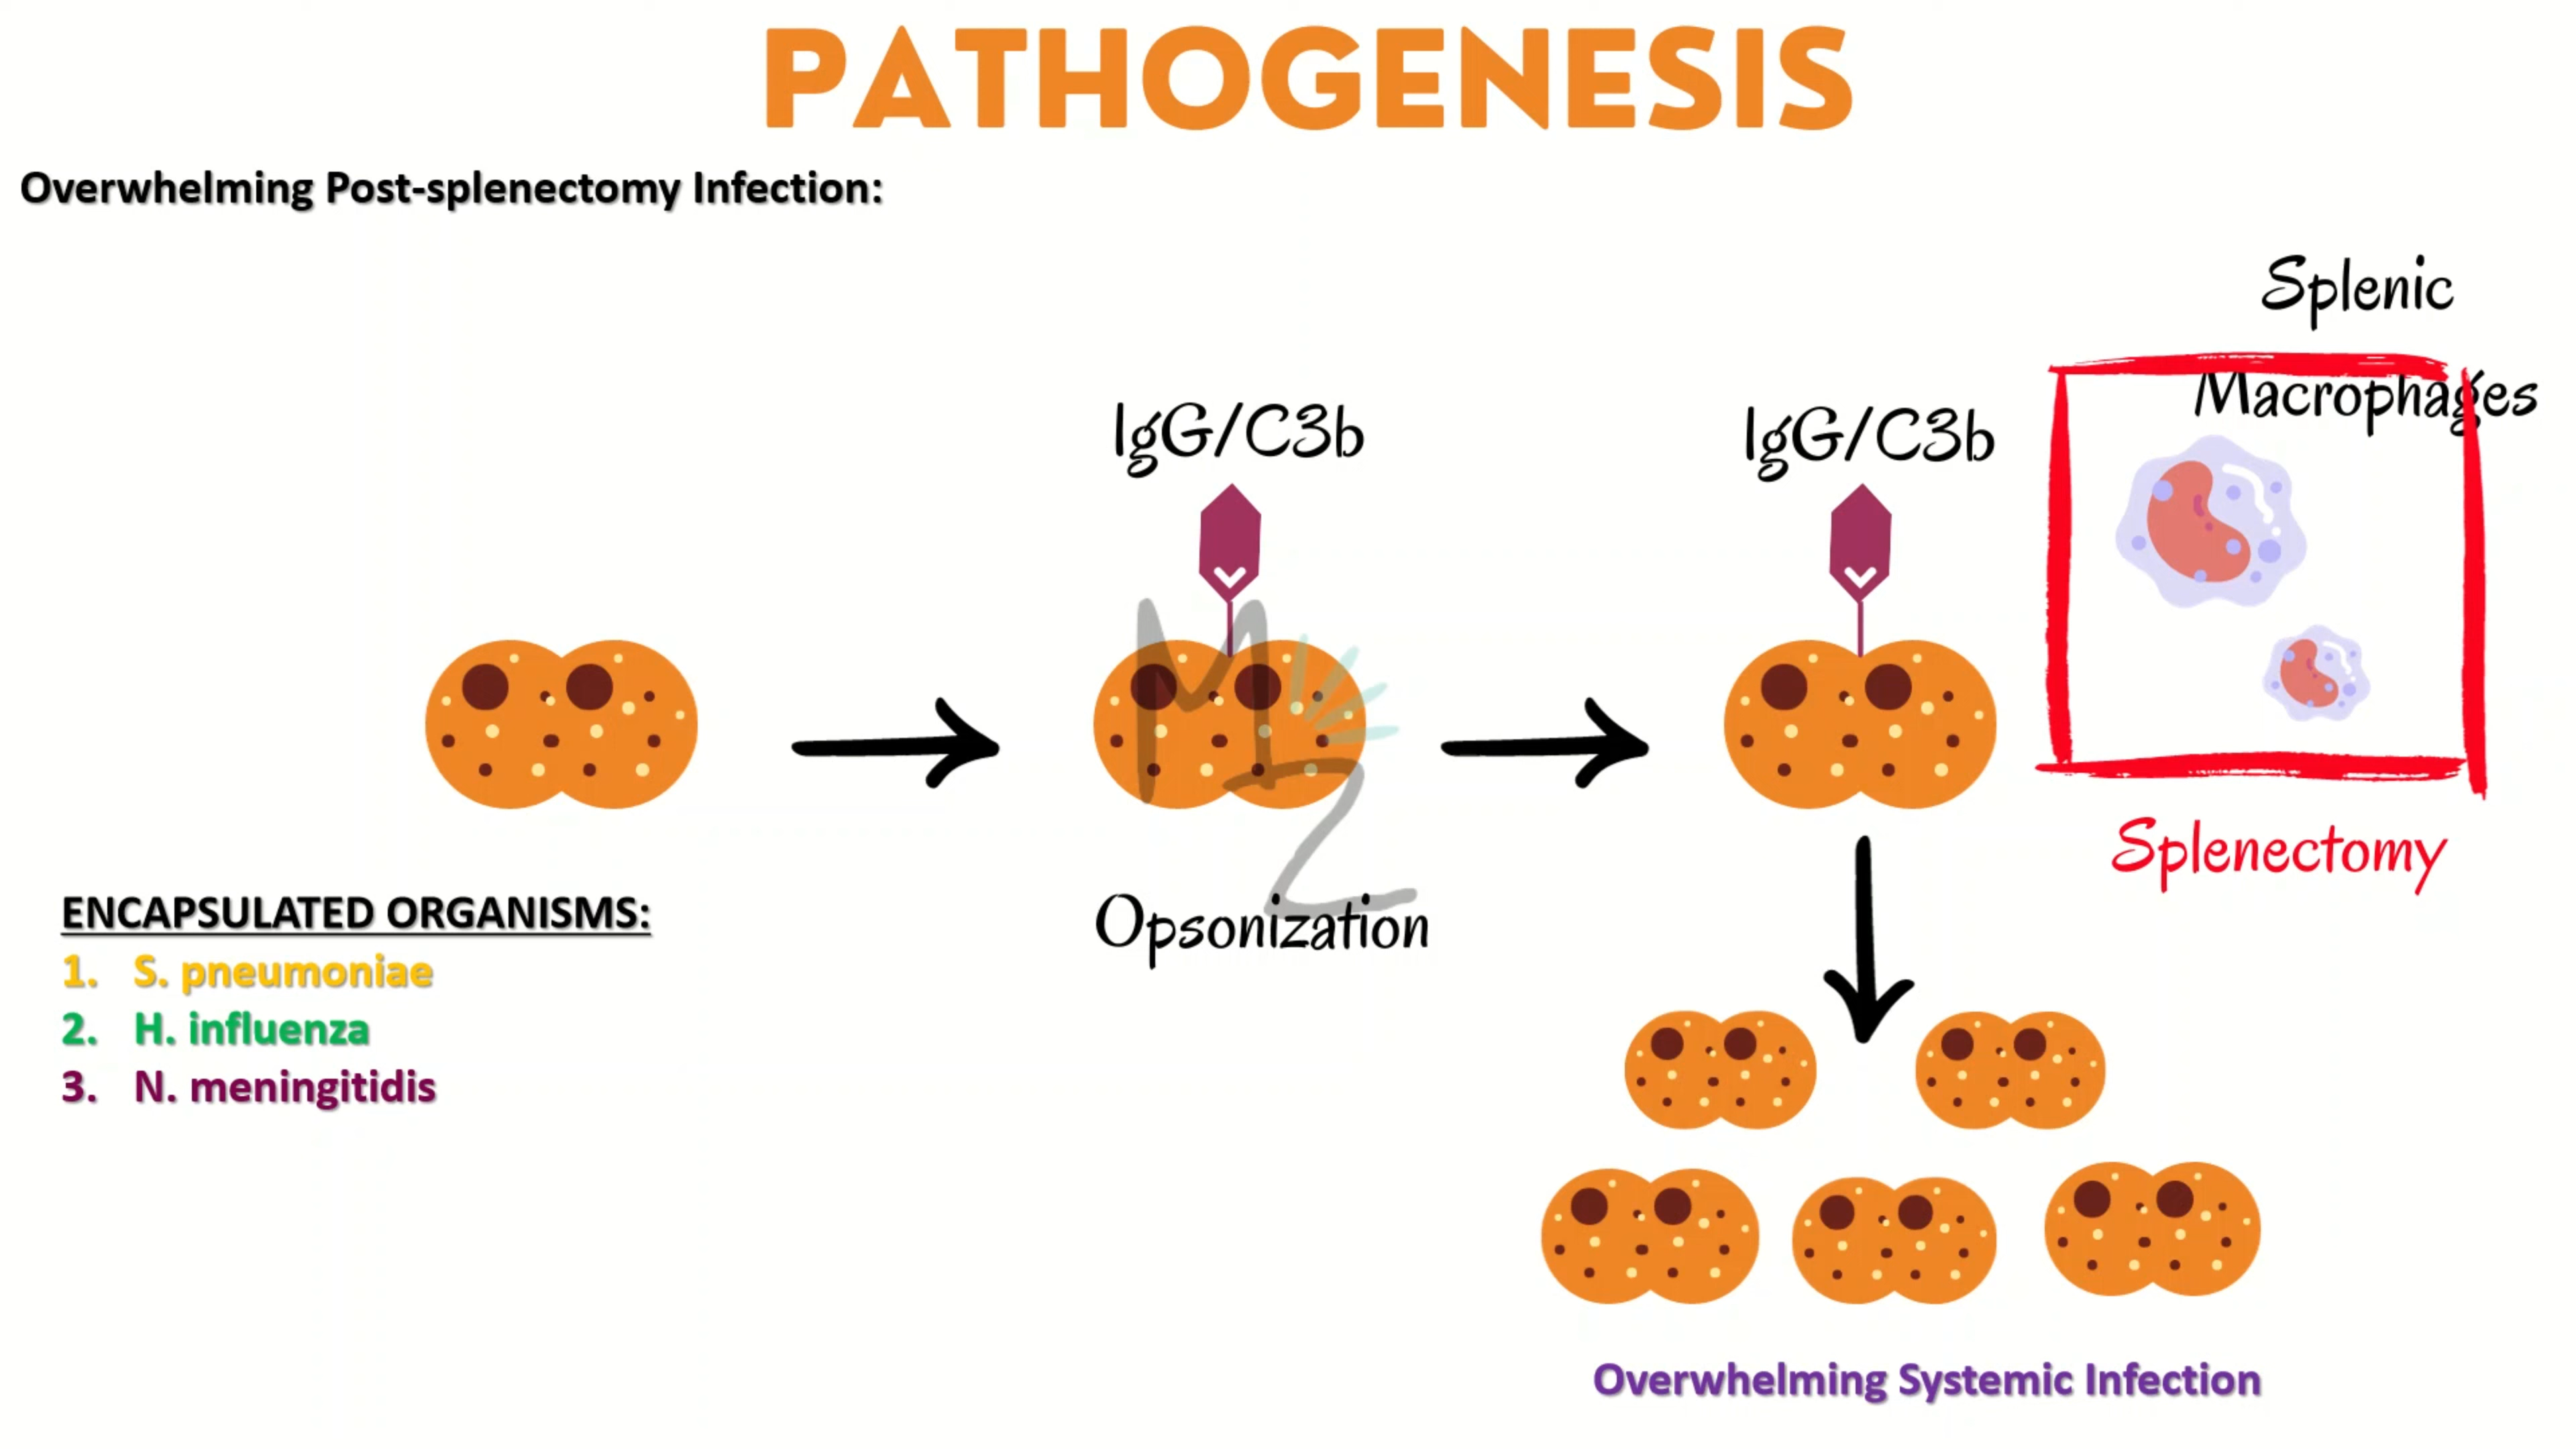 PATHOGENESIS
Overwhelming Post-splenectomy Infection:
Splenic
Macrophages
IgG/C3b
IgG/C3b
Splenectomy
Opsonization
ENCAPSULATED ORGANISMS:
1. S. pneumoniae
2. H. influenza
3. N. meningitidis
Overwhelming Systemic Infection
M
2